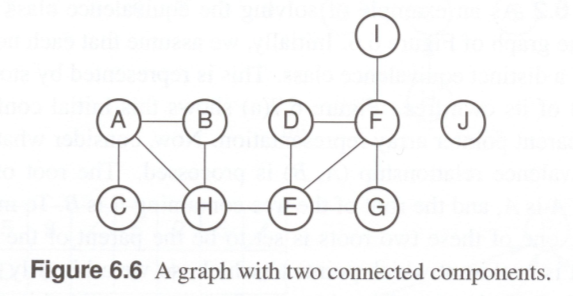 I
A B D F J
C H E G
Figure 6.6 A graph with two connected components.